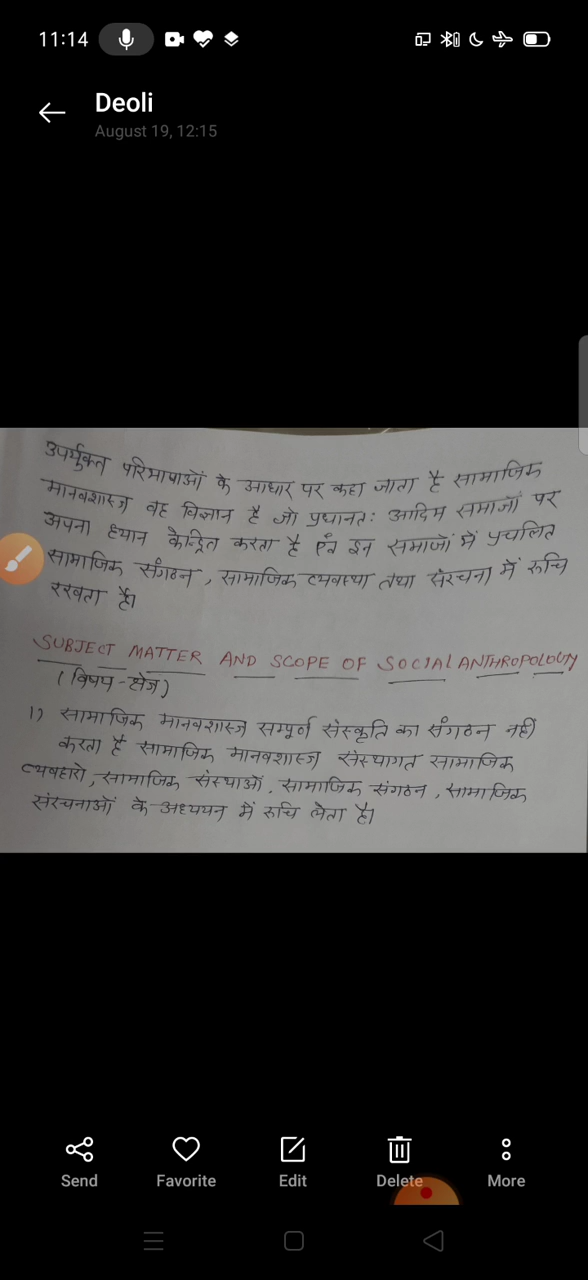 11:14
Deoli
August 19, 12:15
उपर्युक्त परिभाषाओं के आधार पर कहा जाता है सामाजिक
मानवशास्त्र वह विज्ञान है जो प्रधानतः आदिम समाजों पर
अपना ध्यान केन्द्रित करता है एवं इन समाजों में प्रचलित
सामाजिक संगठन, सामाजिक व्यवस्था तथा संरचना में रूचि
रखता है।
SUBJECT MATTER AND SCOPE OF SOCIAL ANTHROPOLOGY
(विषय-क्षेत्र)
1) सामाजिक मानवशास्त्र सम्पूर्ण संस्कृति का संगठन नहीं
करता है सामाजिक मानवशास्त्र संस्थागत सामाजिक
व्यवहारो, सामाजिक संस्थाओं, सामाजिक संगठन, सामाजिक
संरचनाओं के अध्ययन में रूचि लेता है।
Send Favorite Edit Delete More